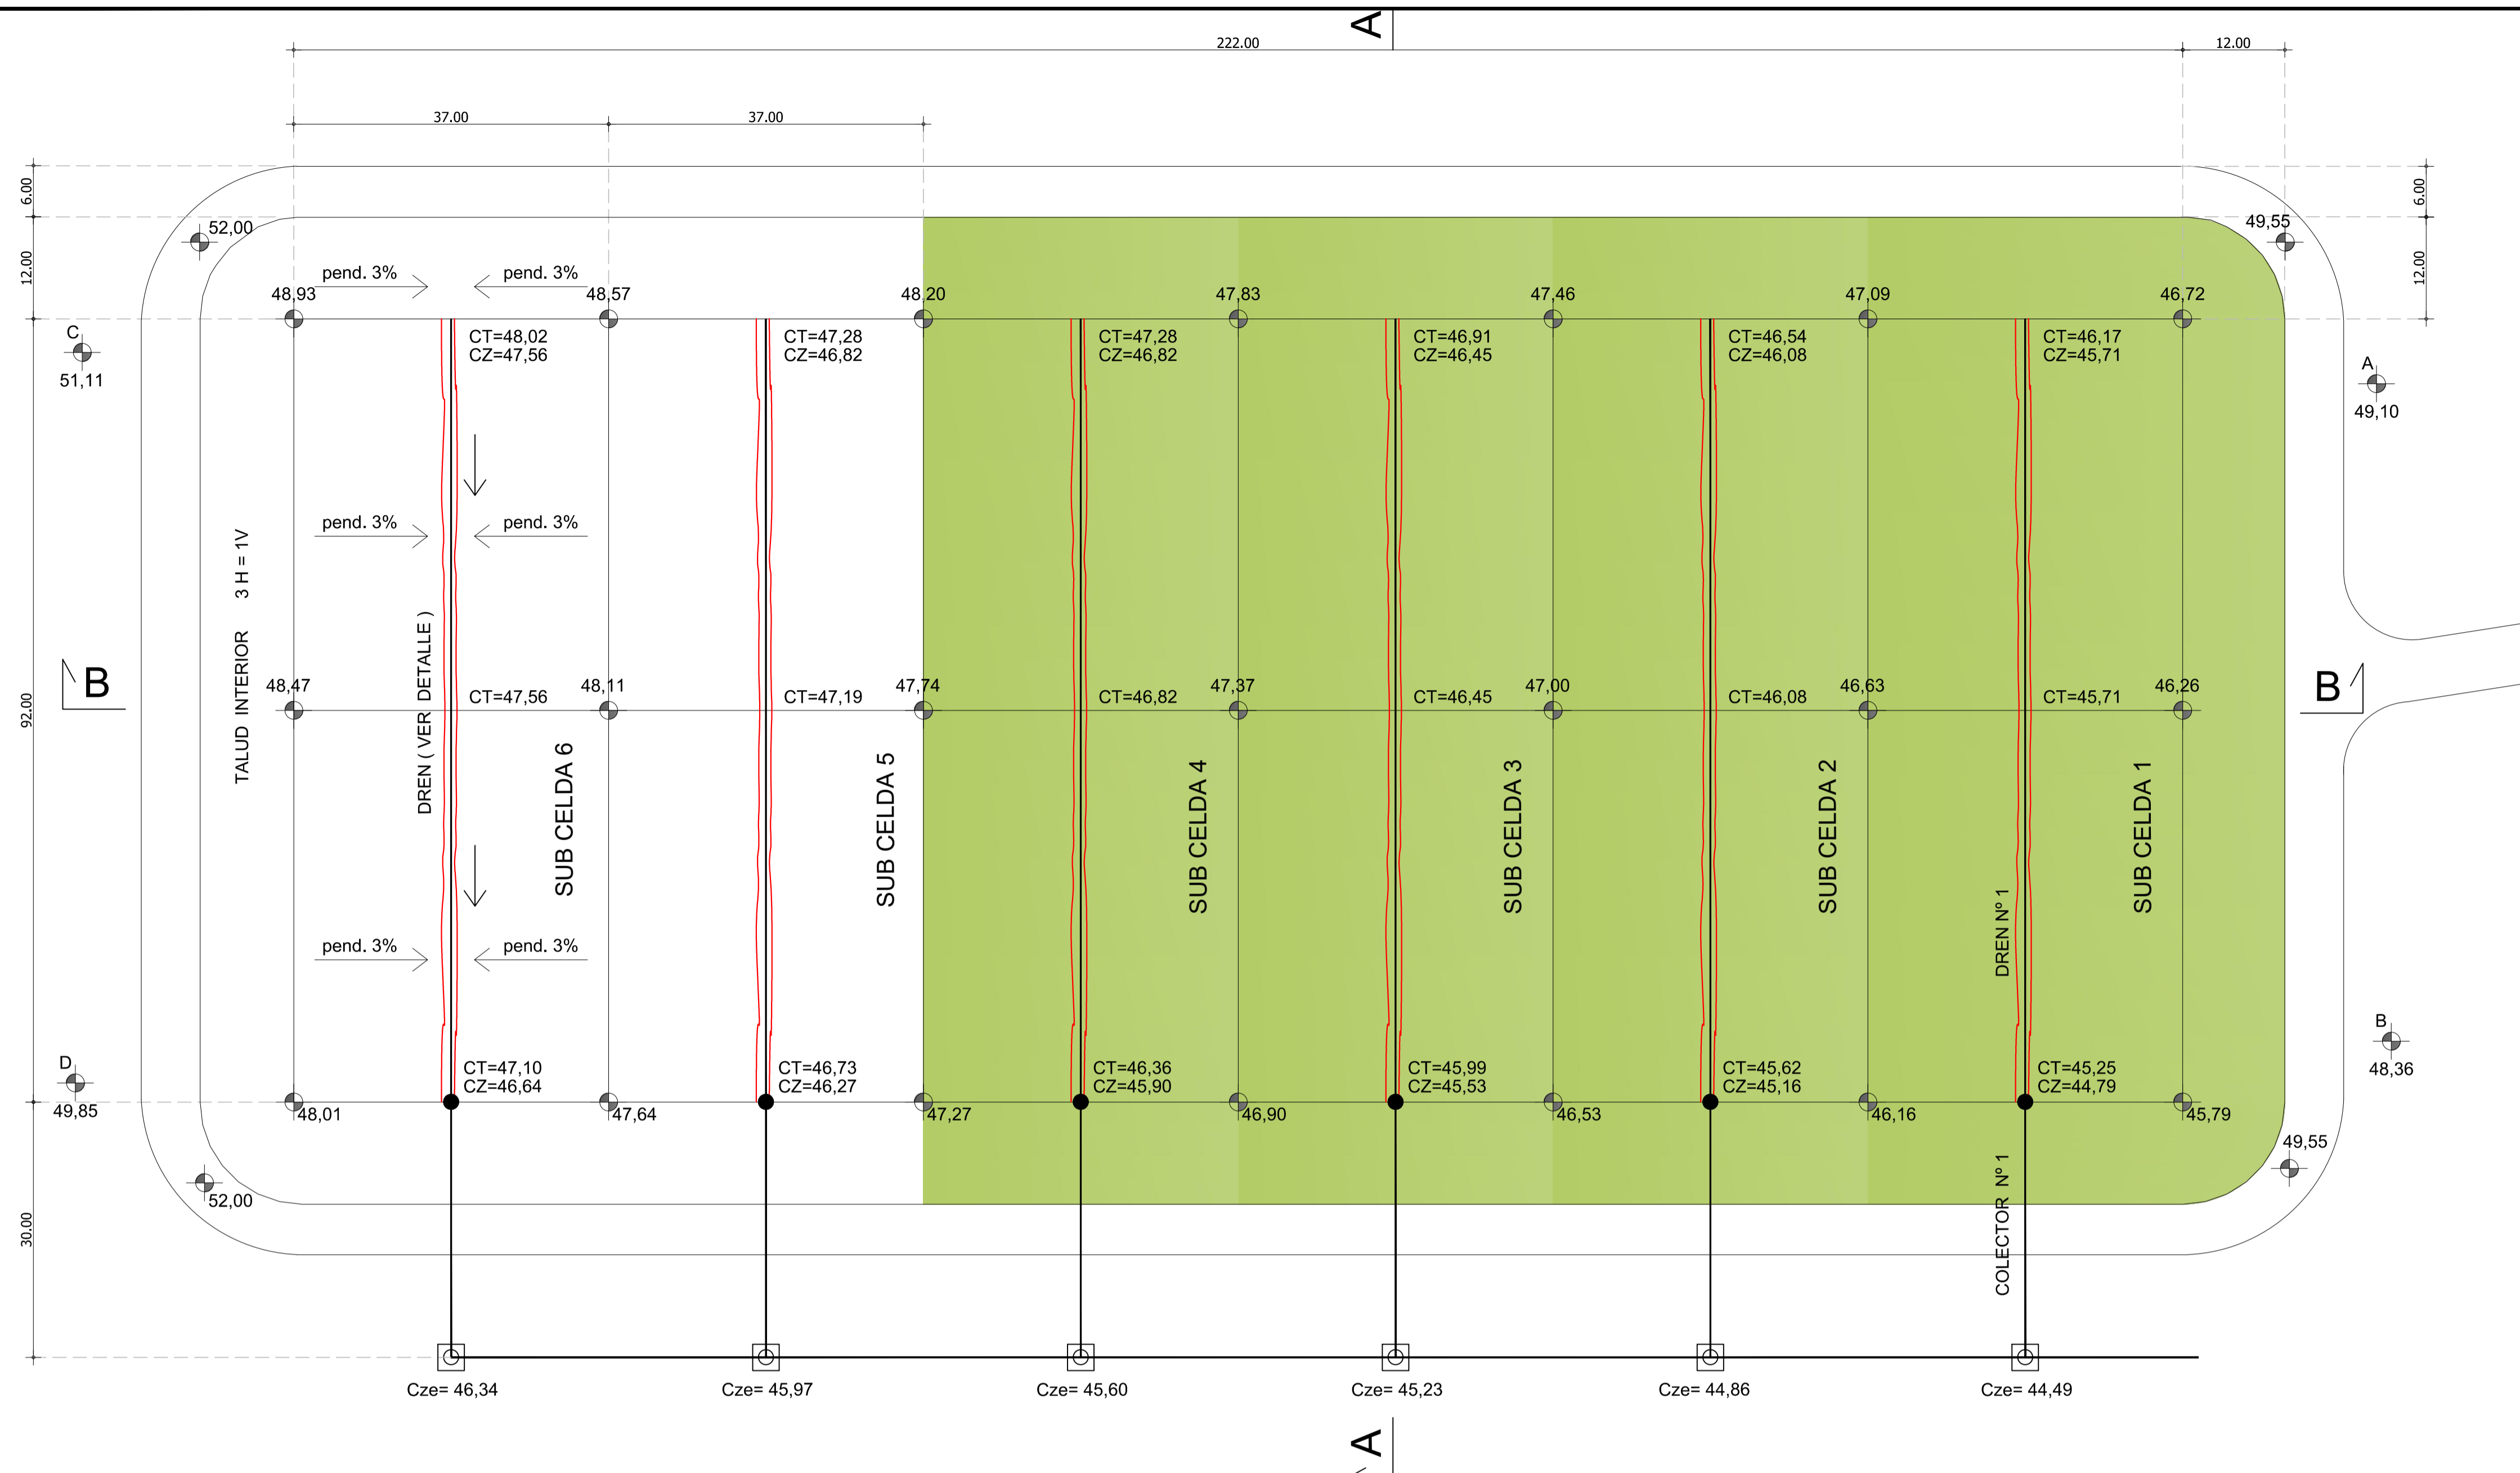 A
222.00
12.00
37.00
37.00
6.00
6.00
52,00
49,55
12.00
12.00
pend. 3%
pend. 3%
48,93
48,57
48,20
47,83
47,46
47,09
46,72
C
51,11
CT=48,02
CZ=47,56
CT=47,28
CZ=46,82
CT=47,28
CZ=46,82
CT=46,91
CZ=46,45
CT=46,54
CZ=46,08
CT=46,17
CZ=45,71
A
49,10
pend. 3%
pend. 3%
TALUD INTERIOR 3 H = 1V
DREN ( VER DETALLE )
B
B
92.00
48,47
48,11
47,74
47,37
47,00
46,63
46,26
CT=47,56
CT=47,19
CT=46,82
CT=46,45
CT=46,08
CT=45,71
SUB CELDA 6
SUB CELDA 5
SUB CELDA 4
SUB CELDA 3
SUB CELDA 2
SUB CELDA 1
DREN Nº 1
pend. 3%
pend. 3%
D
49,85
B
48,36
CT=47,10
CZ=46,64
CT=46,73
CZ=46,27
CT=46,36
CZ=45,90
CT=45,99
CZ=45,53
CT=45,62
CZ=45,16
CT=45,25
CZ=44,79
48,01
47,64
47,27
46,90
46,53
46,16
45,79
49,55
52,00
30.00
COLECTOR Nº 1
Cze= 46,34
Cze= 45,97
Cze= 45,60
Cze= 45,23
Cze= 44,86
Cze= 44,49
A